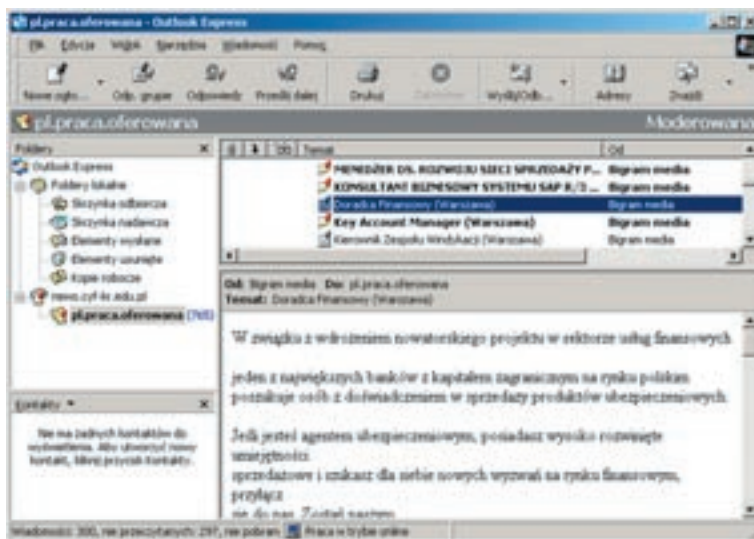 pl.praca.oferowana - Outlook Express
Plik Edycja Widok Narzędzia Wiadomość Pomoc
Nowe ogło... Odp. grupie Odpowiedz Prześlij dalej Drukuj Zatrzymaj Wyślij/Odb... Adresy Znajdź
pl.praca.oferowana Moderowana
Foldery
Outlook Express
Foldery lokalne
Skrzynka odbiorcza
Skrzynka nadawcza
Elementy wysłane
Elementy usunięte
Kopie robocze
news.cyf-kr.edu.pl
pl.praca.oferowana (765)
Kontakty
Nie ma żadnych kontaktów do
wyświetlenia. Aby utworzyć nowy
kontakt, kliknij przycisk Kontakty.
Temat Od
MENEDŻER DS. ROZWOJU SIECI SPRZEDAŻY P... Bigram media
KONSULTANT BIZNESOWY SYSTEMU SAP R/3 ... Bigram media
Doradca Finansowy (Warszawa) Bigram media
Key Account Manager (Warszawa) Bigram media
Kierownik Zespołu Windykacji (Warszawa) Bigram media
Od: Bigram media Do: pl.praca.oferowana
Temat: Doradca Finansowy (Warszawa)
W związku z wdrożeniem nowatorskiego projektu w sektorze usług finansowych
jeden z największych banków z kapitałem zagranicznym na rynku polskim
poszukuje osób z doświadczeniem w sprzedaży produktów ubezpieczeniowych.
Jeśli jesteś agentem ubezpieczeniowym, posiadasz wysoko rozwinięte
umiejętności
sprzedażowe i szukasz dla siebie nowych wyzwań na rynku finansowym,
przyłącz
się do nas. Zostań naszym
Wiadomości: 300, nie przeczytanych: 297, nie pobran Praca w trybie online